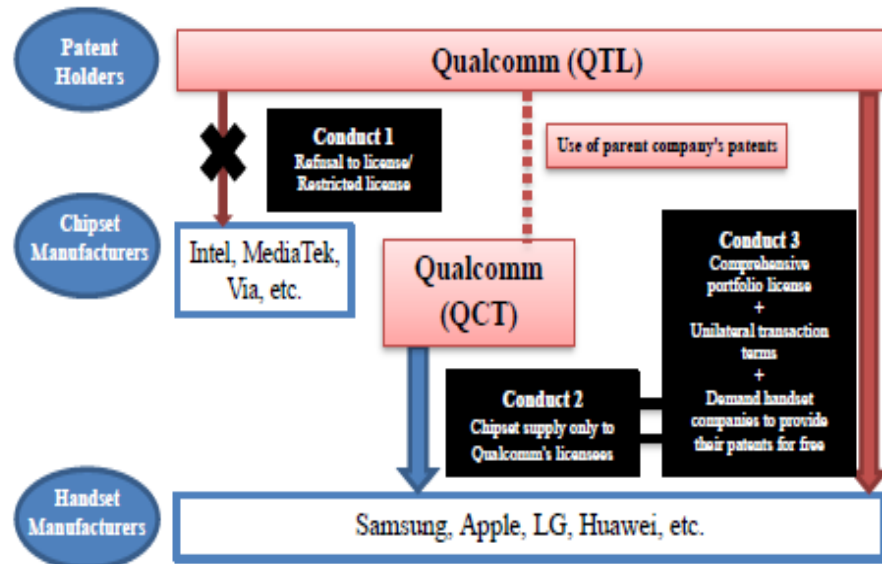 Patent
Holders
Qualcomm (QTL)
Conduct 1
Refusal to license/
Restricted license
Use of parent company's patents
Chipset
Manufacturers
Intel, MediaTek,
Via, etc.
Qualcomm
(QCT)
Conduct 3
Comprehensive
portfolio license
+
Unilateral transaction
terms
+
Demand handset
companies to provide
their patents for free
Conduct 2
Chipset supply only to
Qualcomm's licensees
Handset
Manufacturers
Samsung, Apple, LG, Huawei, etc.